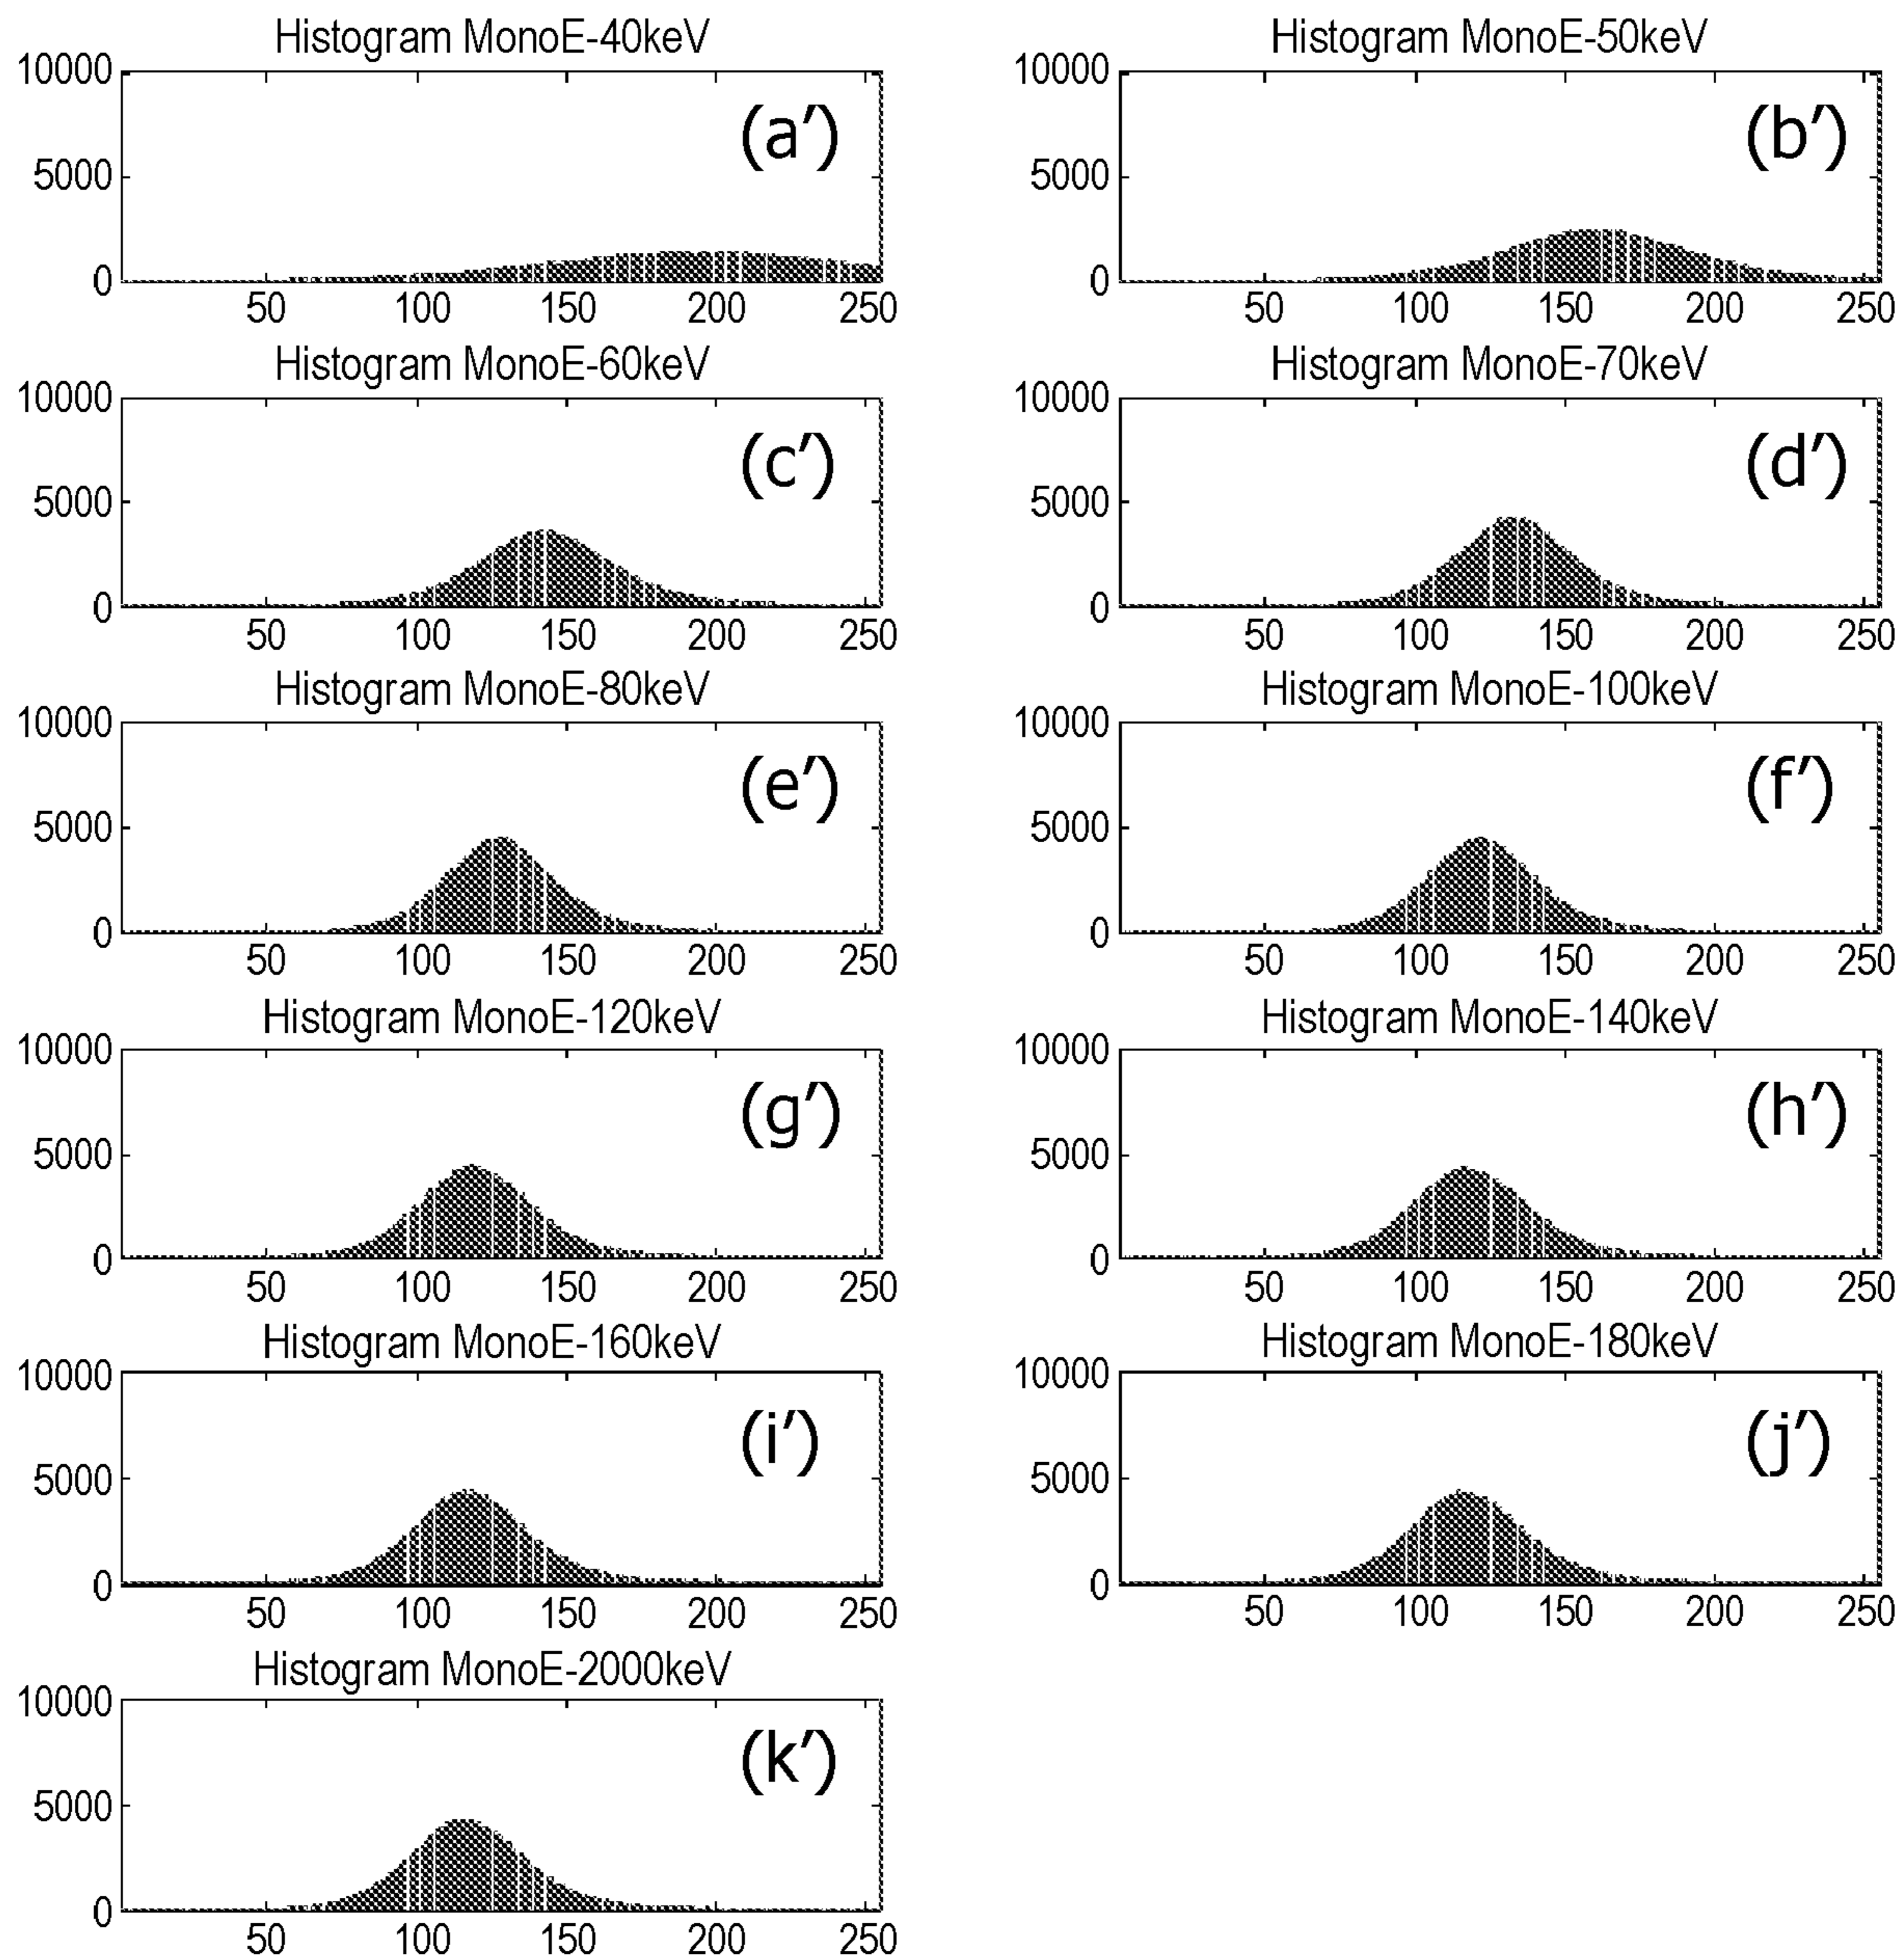 Histogram MonoE-40keV
10000
5000
0
(a′)
50 100 150 200 250
Histogram MonoE-50keV
10000
5000
0
(b′)
50 100 150 200 250
Histogram MonoE-60keV
10000
5000
0
(c′)
50 100 150 200 250
Histogram MonoE-70keV
10000
5000
0
(d′)
50 100 150 200 250
Histogram MonoE-80keV
10000
5000
0
(e′)
50 100 150 200 250
Histogram MonoE-100keV
10000
5000
0
(f′)
50 100 150 200 250
Histogram MonoE-120keV
10000
5000
0
(g′)
50 100 150 200 250
Histogram MonoE-140keV
10000
5000
0
(h′)
50 100 150 200 250
Histogram MonoE-160keV
10000
5000
0
(i′)
50 100 150 200 250
Histogram MonoE-180keV
10000
5000
0
(j′)
50 100 150 200 250
Histogram MonoE-2000keV
10000
5000
0
(k′)
50 100 150 200 250